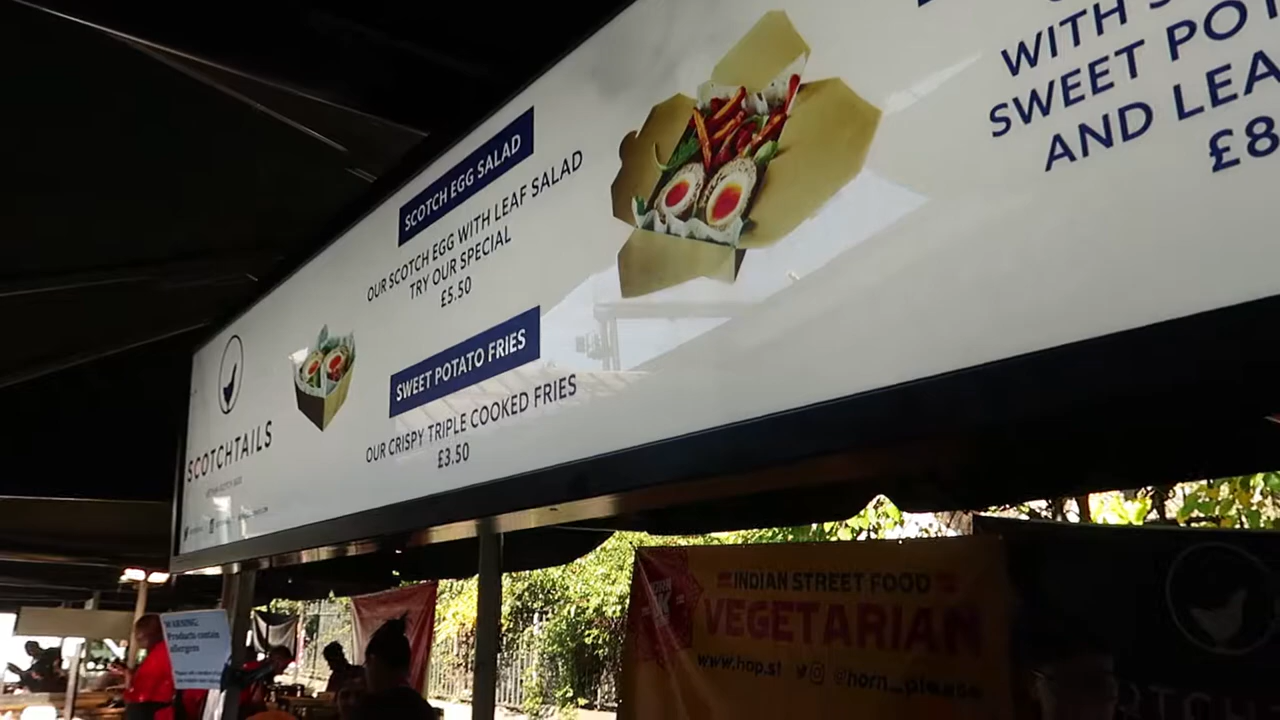 WITH
SWEET POT
AND LEA
£8
SCOTCH EGG SALAD
OUR SCOTCH EGG WITH LEAF SALAD
TRY OUR SPECIAL
£5.50
SWEET POTATO FRIES
OUR CRISPY TRIPLE COOKED FRIES
£3.50
SCOTCHTAILS
WARNING:
Products contain
allergens
INDIAN STREET FOOD
VEGETARIAN
www.hop.st @horn_please